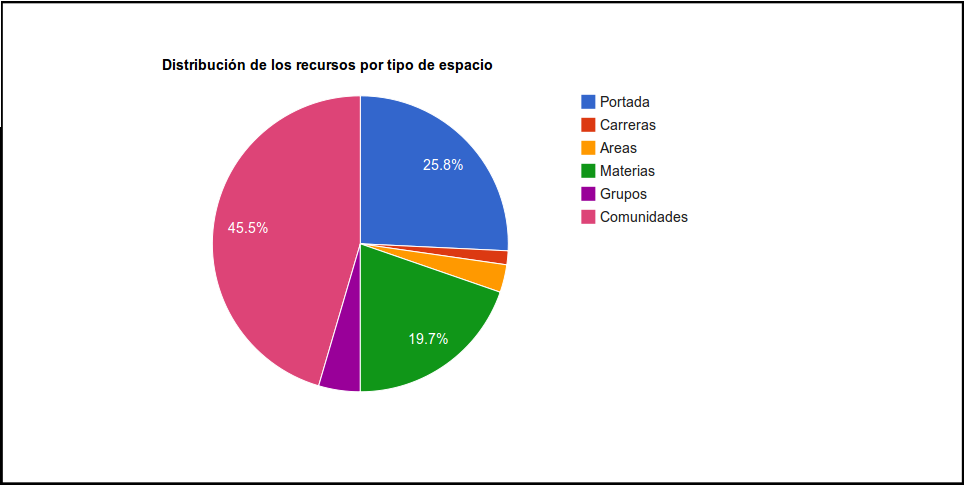 Distribución de los recursos por tipo de espacio
Portada
Carreras
Areas
Materias
Grupos
Comunidades
25.8%
45.5%
19.7%